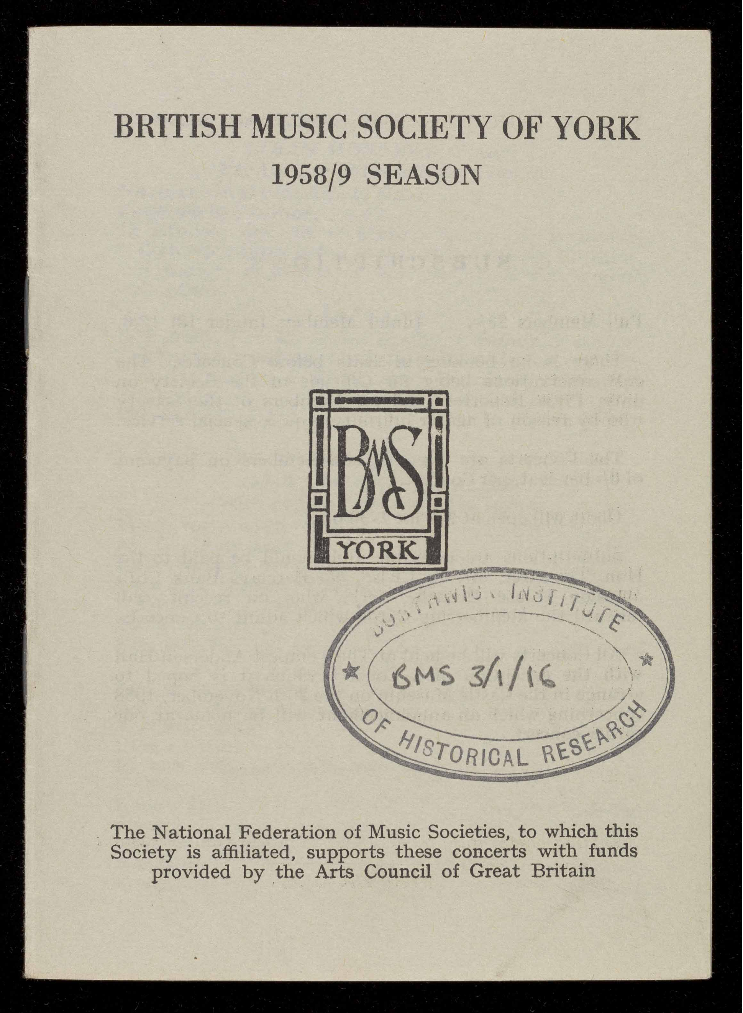 BRITISH MUSIC SOCIETY OF YORK
1958/9 SEASON
BMS
YORK
BORTHWICK INSTITUTE
BMS 3/1/16
OF HISTORICAL RESEARCH
The National Federation of Music Societies, to which this
Society is affiliated, supports these concerts with funds
provided by the Arts Council of Great Britain